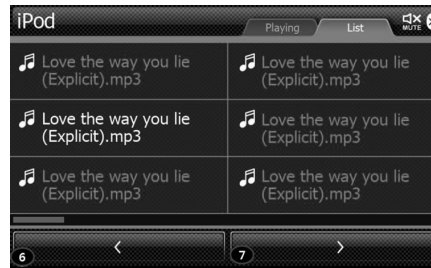 iPod
Playing
List
MUTE
Love the way you lie
(Explicit).mp3
Love the way you lie
(Explicit).mp3
Love the way you lie
(Explicit).mp3
Love the way you lie
(Explicit).mp3
Love the way you lie
(Explicit).mp3
Love the way you lie
(Explicit).mp3
6
<
7
>